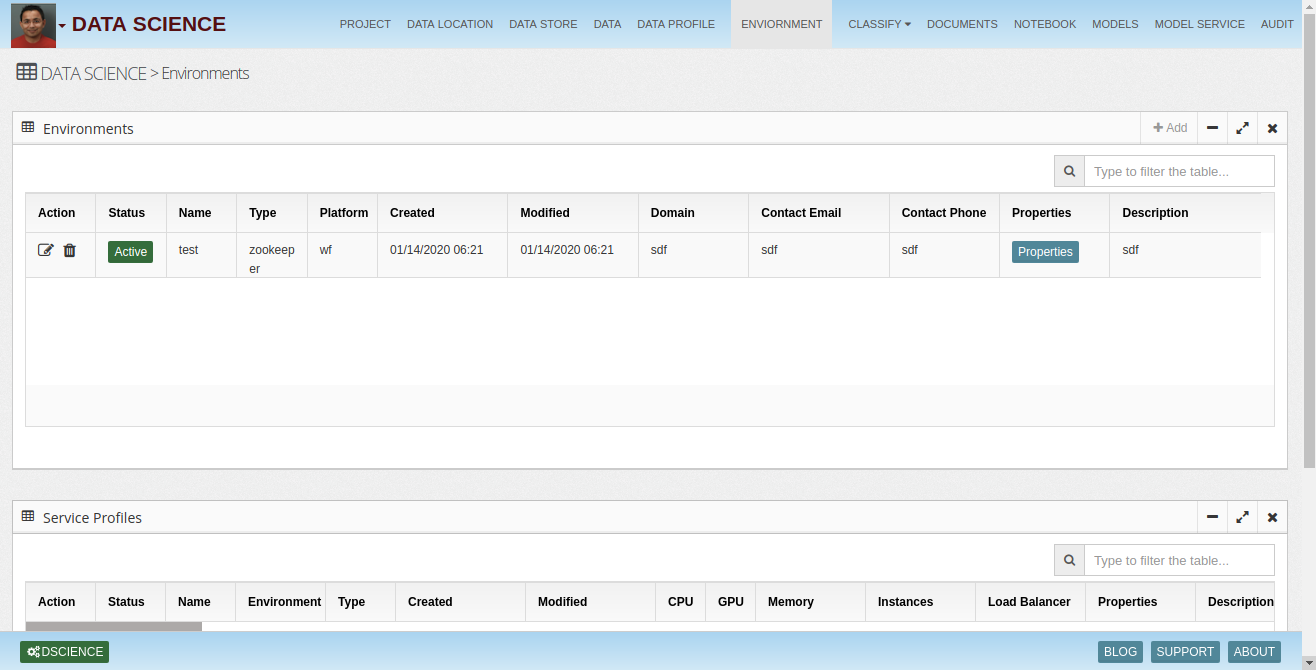 DATA SCIENCE PROJECT DATA LOCATION DATA STORE DATA DATA PROFILE ENVIORNMENT CLASSIFY DOCUMENTS NOTEBOOK MODELS MODEL SERVICE AUDIT
DATA SCIENCE > Environments
Environments Add
Type to filter the table...
Action Status Name Type Platform Created Modified Domain Contact Email Contact Phone Properties Description
Active test zookeep wf 01/14/2020 06:21 01/14/2020 06:21 sdf sdf sdf Properties sdf
er
Service Profiles
Type to filter the table...
Action Status Name Environment Type Created Modified CPU GPU Memory Instances Load Balancer Properties Description
DSCIENCE BLOG SUPPORT ABOUT